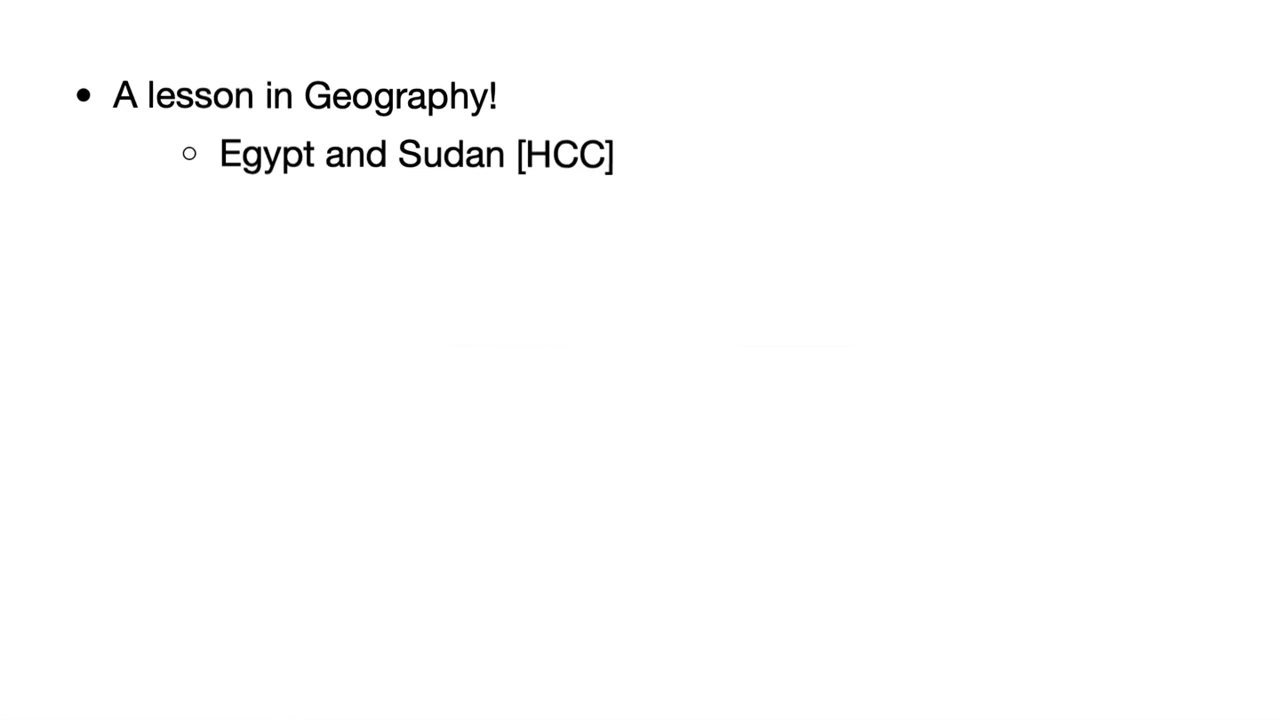 • A lesson in Geography!
○ Egypt and Sudan [HCC]